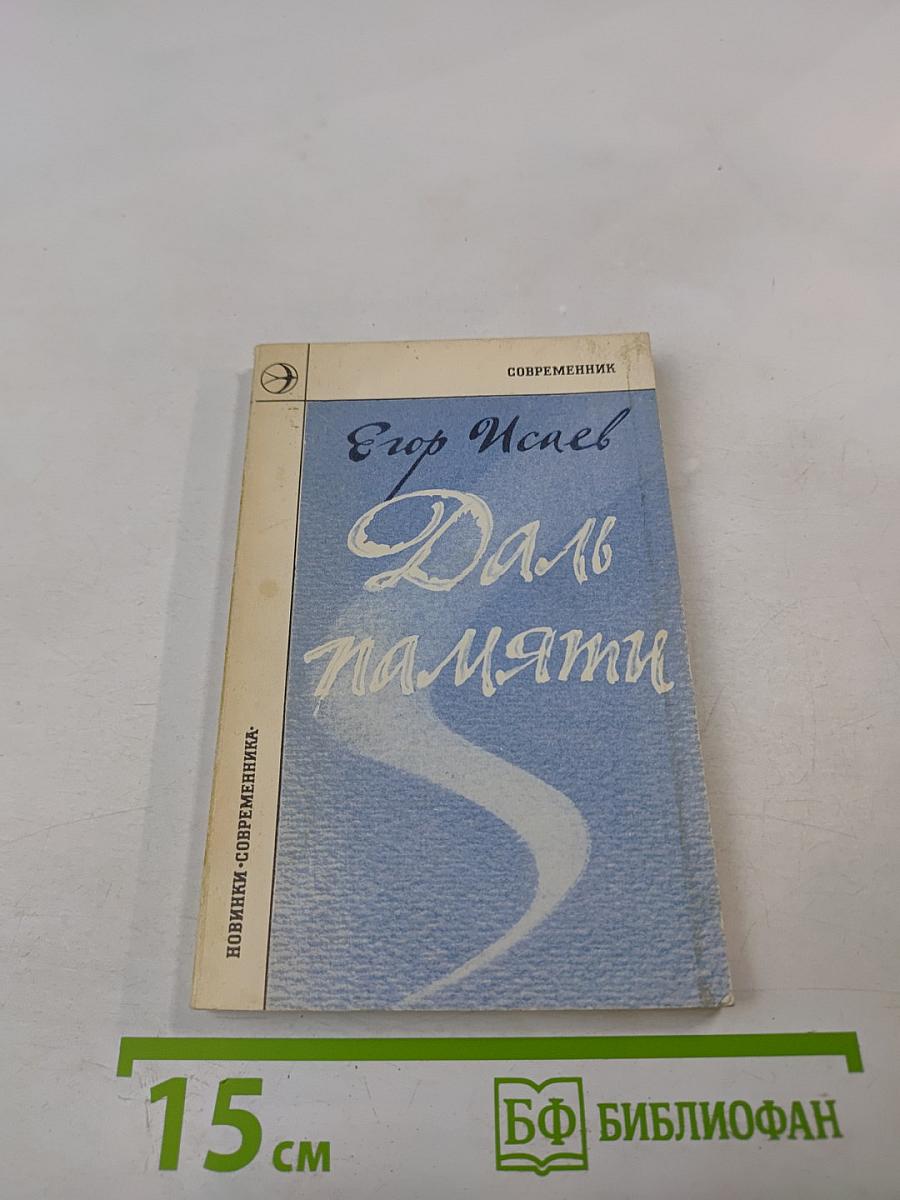 СОВРЕМЕННИК
Егор Исаев
Даль
памяти
НОВИНКИ «СОВРЕМЕННИКА»
15 см
БФ БИБЛИОФАН